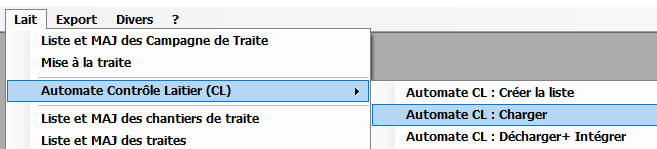 Lait Export Divers ?
Liste et MAJ des Campagne de Traite
Mise à la traite
Automate Contrôle Laitier (CL)
Liste et MAJ des chantiers de traite
Liste et MAJ des traites
Automate CL : Créer la liste
Automate CL : Charger
Automate CL : Décharger+ Intégrer